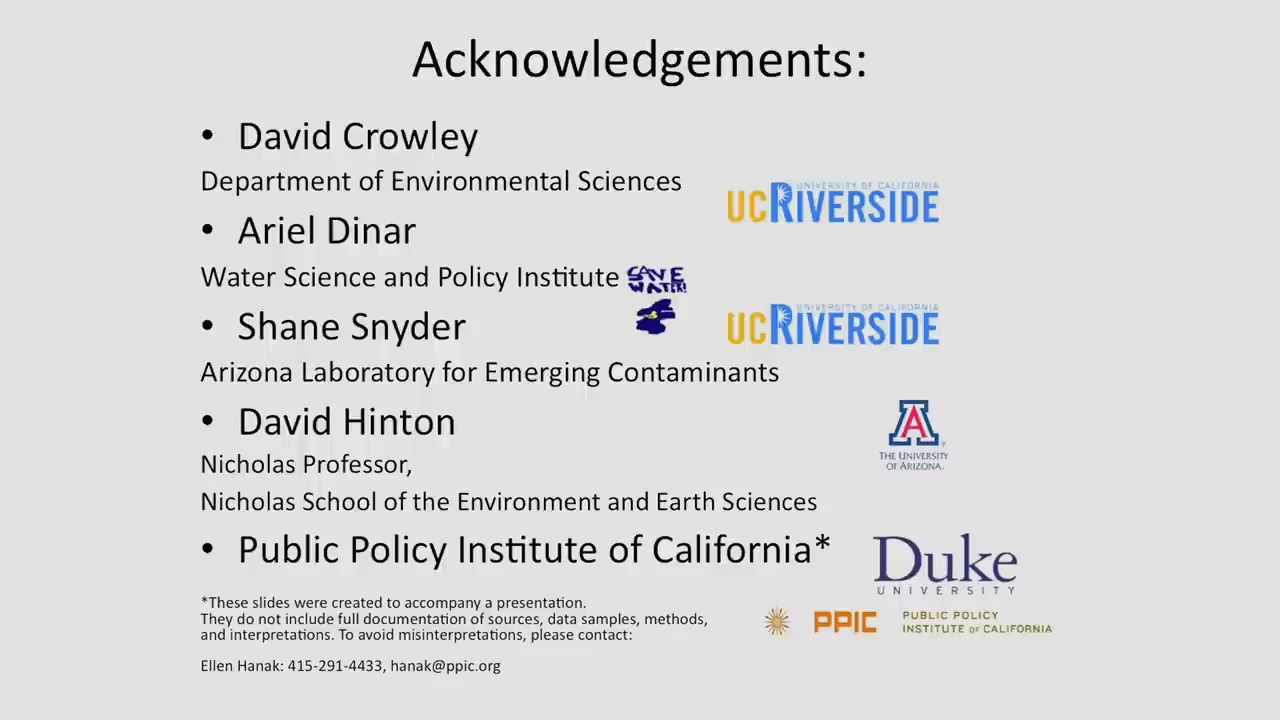 Acknowledgements:
• David Crowley
Department of Environmental Sciences
UNIVERSITY OF CALIFORNIA
UCRIVERSIDE
• Ariel Dinar
Water Science and Policy Institute
SAVE
WATER!
• Shane Snyder
UNIVERSITY OF CALIFORNIA
UCRIVERSIDE
Arizona Laboratory for Emerging Contaminants
• David Hinton
A
THE UNIVERSITY
OF ARIZONA.
Nicholas Professor,
Nicholas School of the Environment and Earth Sciences
• Public Policy Institute of California*
Duke
UNIVERSITY
*These slides were created to accompany a presentation.
They do not include full documentation of sources, data samples, methods,
and interpretations. To avoid misinterpretations, please contact:
PPIC
PUBLIC POLICY
INSTITUTE OF CALIFORNIA
Ellen Hanak: 415-291-4433, hanak@ppic.org